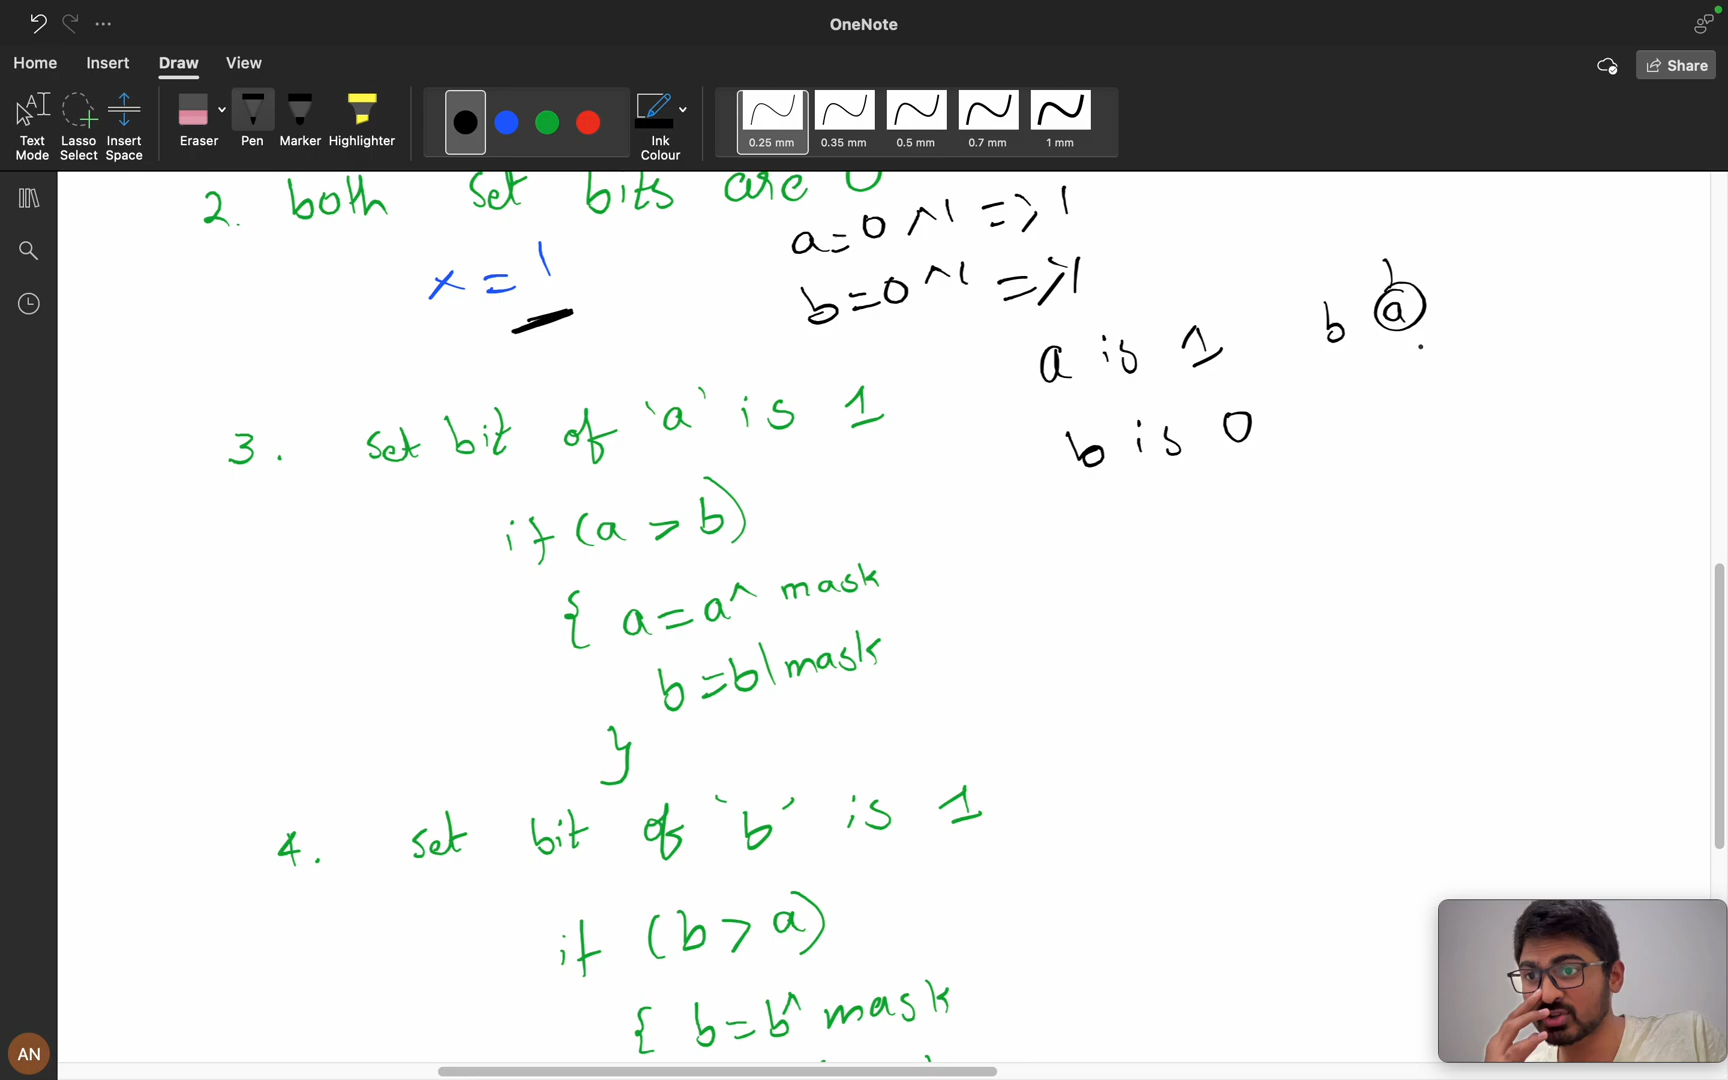 OneNote
Home Insert Draw View
Share
Text Mode
Lasso Select
Insert Space
Eraser
Pen
Marker
Highlighter
Ink Colour
0.25 mm
0.35 mm
0.5 mm
0.7 mm
1 mm
2. both set bits are 0
x = 1
a = 0 ^ 1 => 1
b = 0 ^ 1 => 1
a is 1
b is 0
b
b a
3. set bit of 'a' is 1
if (a > b)
{ a = a ^ mask
b = b | mask
}
4. set bit of 'b' is 1
if (b > a)
{ b = b ^ mask
AN